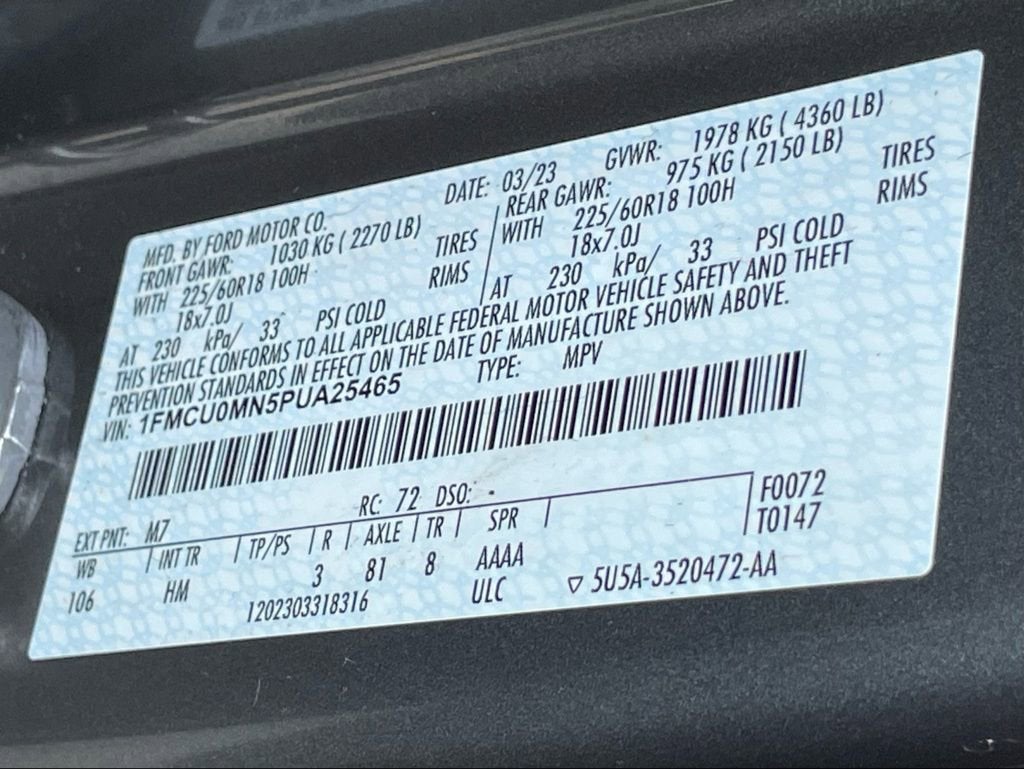 MFD. BY FORD MOTOR CO. DATE: 03/23 GVWR: 1978 KG ( 4360 LB)
FRONT GAWR: 1030 KG ( 2270 LB) REAR GAWR: 975 KG ( 2150 LB)
WITH 225/60R18 100H TIRES WITH 225/60R18 100H TIRES
18x7.0J RIMS 18x7.0J RIMS
AT 230 kPa/ 33 PSI COLD AT 230 kPa/ 33 PSI COLD
THIS VEHICLE CONFORMS TO ALL APPLICABLE FEDERAL MOTOR VEHICLE SAFETY AND THEFT
PREVENTION STANDARDS IN EFFECT ON THE DATE OF MANUFACTURE SHOWN ABOVE.
VIN: 1FMCU0MN5PUA25465 TYPE: MPV
EXT PNT: M7 RC: 72 DSO:
WB INT TR TP/PS R AXLE TR SPR F0072
106 HM 3 81 8 AAAA T0147
1202303318316 ULC ▽ 5U5A-3520472-AA